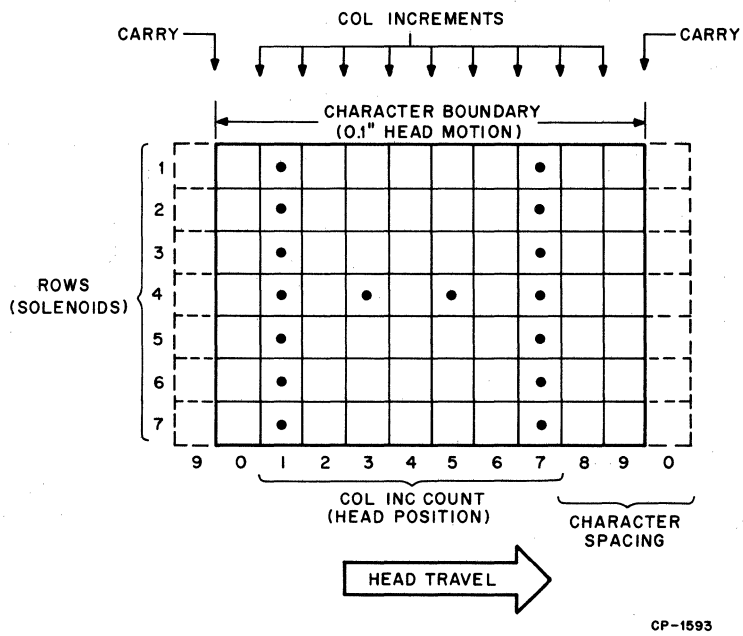 COL INCREMENTS
CARRY
CARRY
CHARACTER BOUNDARY
(0.1" HEAD MOTION)
1
2
3
ROWS
(SOLENOIDS)
4
5
6
7
9 0 1 2 3 4 5 6 7 8 9 0
COL INC COUNT
(HEAD POSITION)
CHARACTER
SPACING
HEAD TRAVEL
CP-1593